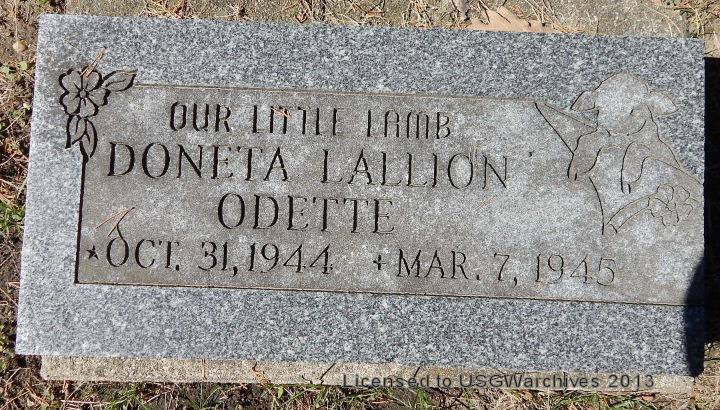 OUR LITTLE LAMB
DONETA LALLION
ODETTE
*OCT. 31, 1944 +MAR. 7, 1945
Licensed to USGWarchives 2013